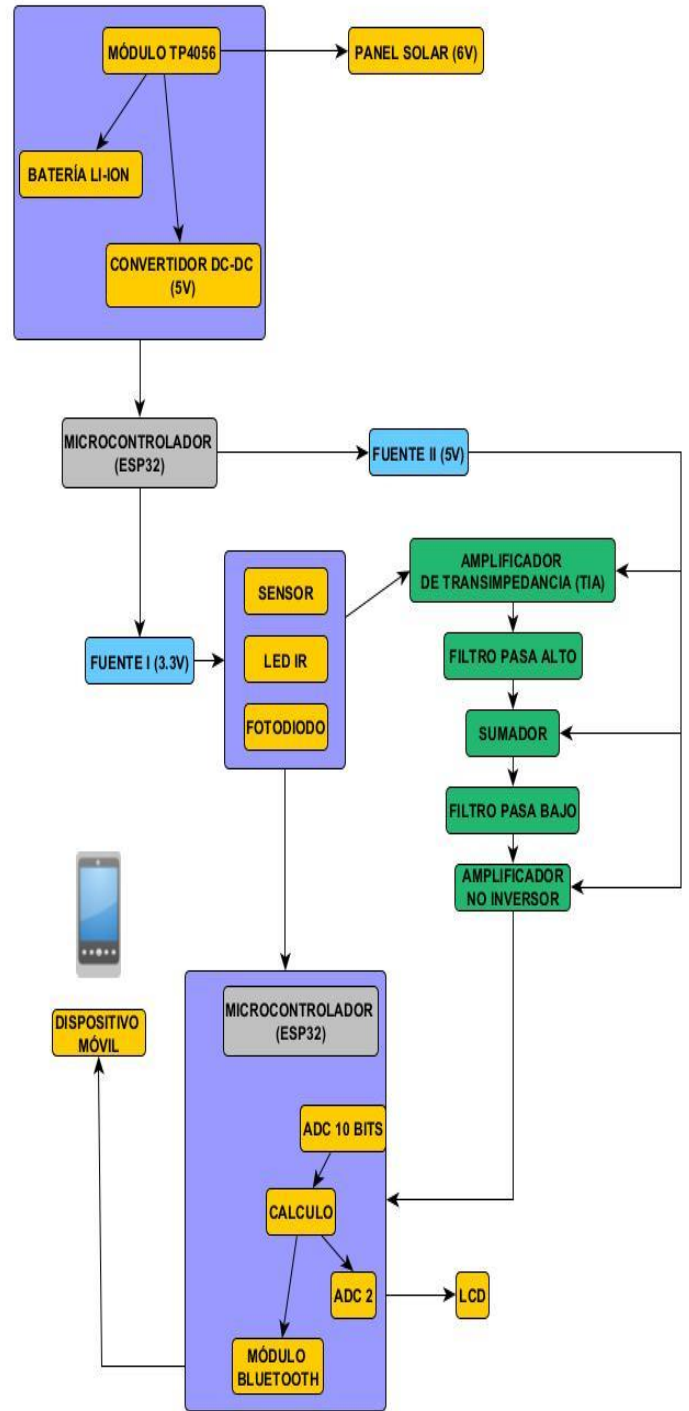 MÓDULO TP4056
PANEL SOLAR (6V)
BATERÍA LI-ION
CONVERTIDOR DC-DC
(5V)
MICROCONTROLADOR
(ESP32)
FUENTE II (5V)
AMPLIFICADOR
DE TRANSIMPEDANCIA (TIA)
SENSOR
FILTRO PASA ALTO
LED IR
FUENTE I (3.3V)
FOTODIODO
SUMADOR
FILTRO PASA BAJO
AMPLIFICADOR
NO INVERSOR
MICROCONTROLADOR
(ESP32)
DISPOSITIVO
MÓVIL
ADC 10 BITS
CALCULO
ADC 2
LCD
MÓDULO
BLUETOOTH